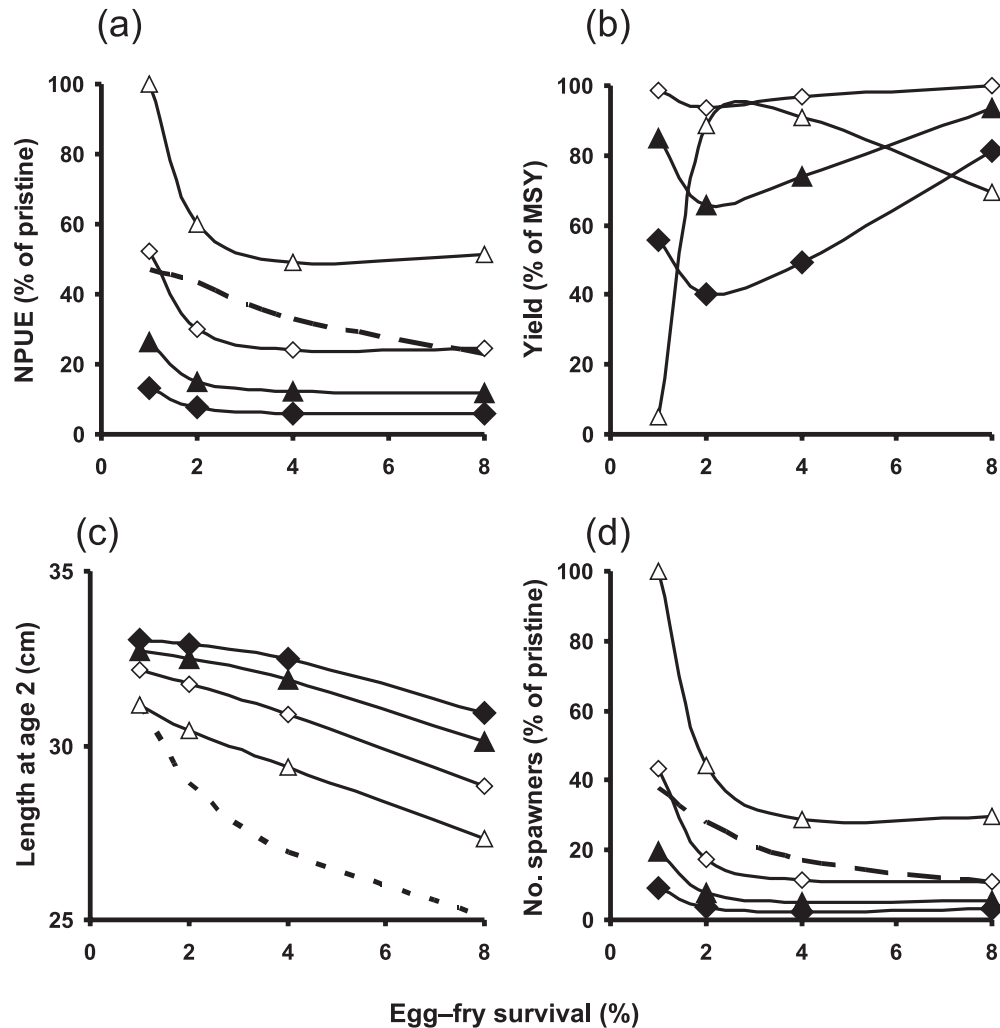 (a)
NPUE (% of pristine)
100
80
60
40
20
0
0 2 4 6 8
(b)
Yield (% of MSY)
100
80
60
40
20
0
0 2 4 6 8
(c)
Length at age 2 (cm)
35
30
25
0 2 4 6 8
(d)
No. spawners (% of pristine)
100
80
60
40
20
0
0 2 4 6 8
Egg–fry survival (%)